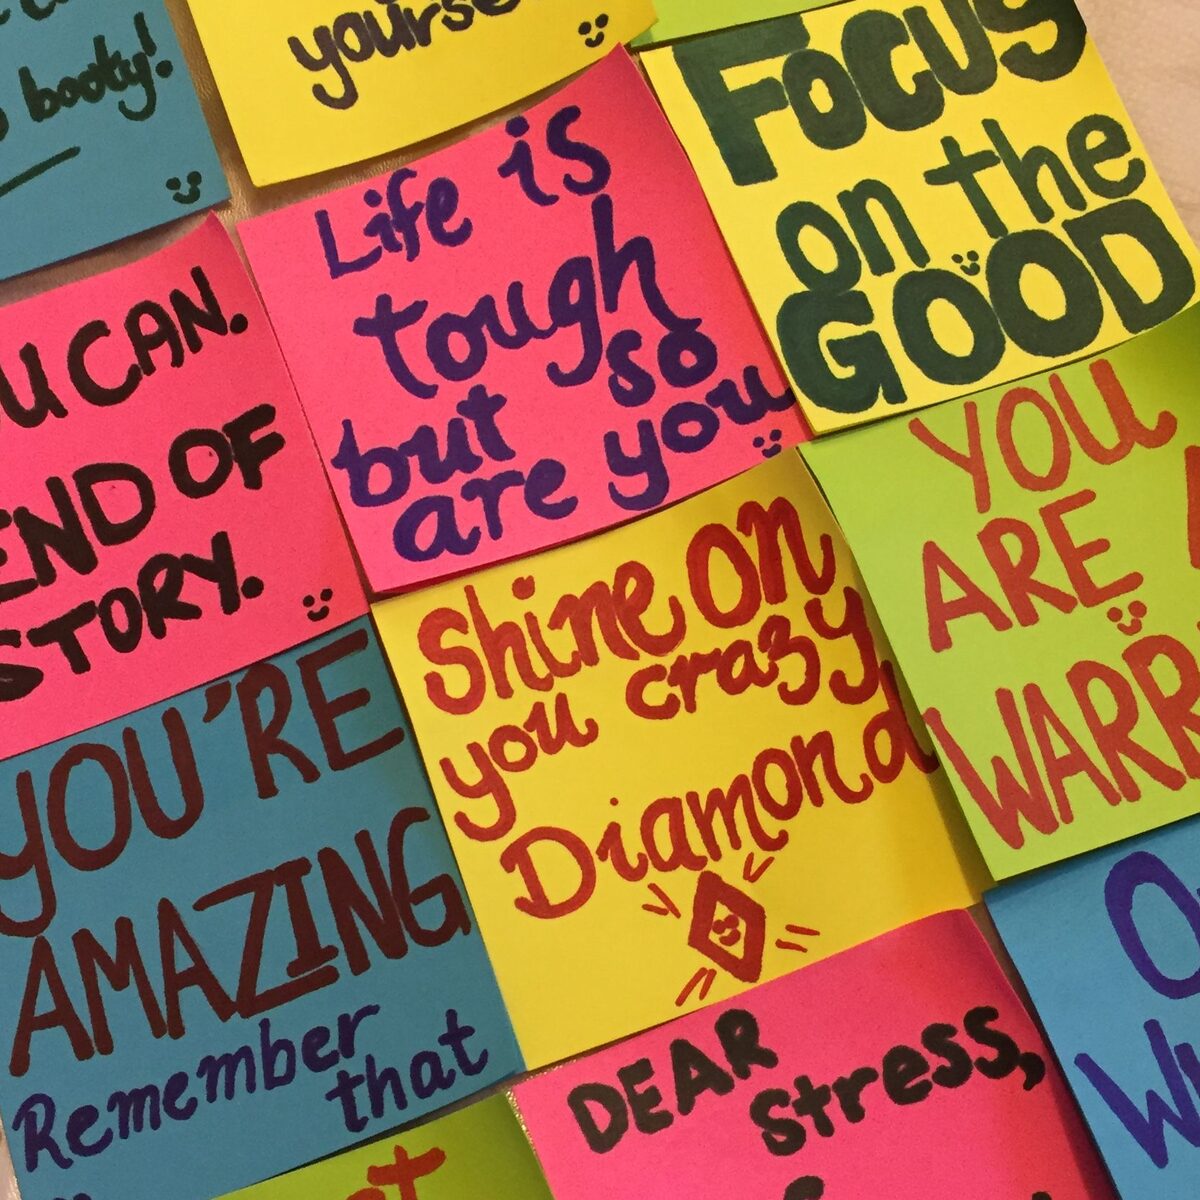 booty!
yourse
Focus
on the
GOOD
Life is
tough
but so
are you
U CAN.
END OF
STORY.
YOU
ARE
WARR
Shine ON
you crazy
Diamond
YOU'RE
AMAZING
Remember
that
DEAR
stress,